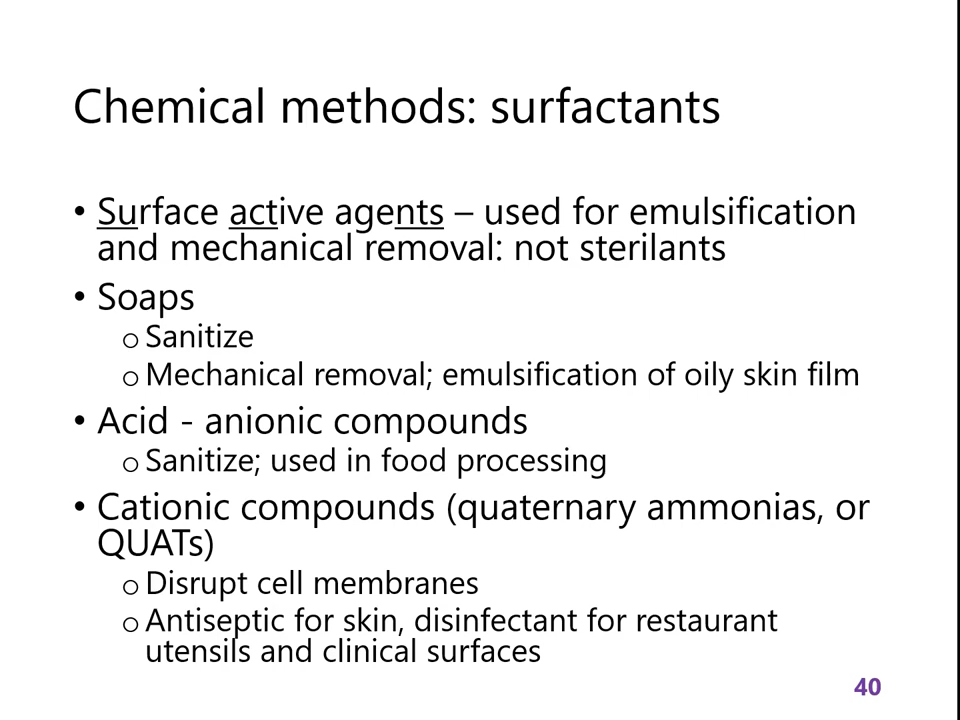 Chemical methods: surfactants
• Surface active agents – used for emulsification
and mechanical removal: not sterilants
• Soaps
o Sanitize
o Mechanical removal; emulsification of oily skin film
• Acid - anionic compounds
o Sanitize; used in food processing
• Cationic compounds (quaternary ammonias, or
QUATs)
o Disrupt cell membranes
o Antiseptic for skin, disinfectant for restaurant
utensils and clinical surfaces
40